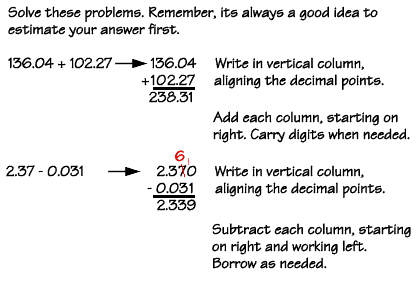 Solve these problems. Remember, its always a good idea to
estimate your answer first.
136.04 + 102.27 → 136.04 Write in vertical column,
+102.27 aligning the decimal points.
238.31
Add each column, starting on
right. Carry digits when needed.
6 1
2.37 - 0.031 → 2.370 Write in vertical column,
- 0.031 aligning the decimal points.
2.339
Subtract each column, starting
on right and working left.
Borrow as needed.